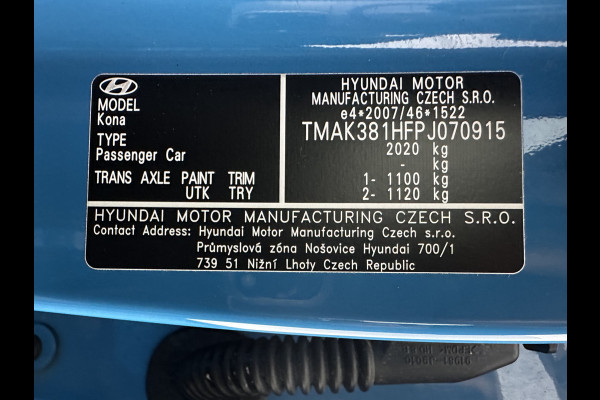 MODEL
Kona
TYPE
Passenger Car
TRANS AXLE PAINT TRIM
UTK TRY
HYUNDAI MOTOR
MANUFACTURING CZECH S.R.O.
e4*2007/46*1522
TMAK381HFPJ070915
2020 kg
- kg
1- 1100 kg
2- 1120 kg
HYUNDAI MOTOR MANUFACTURING CZECH S.R.O.
Contact Address: Hyundai Motor Manufacturing Czech s.r.o.
Průmyslová zóna Nošovice Hyundai 700/1
739 51 Nižní Lhoty Czech Republic